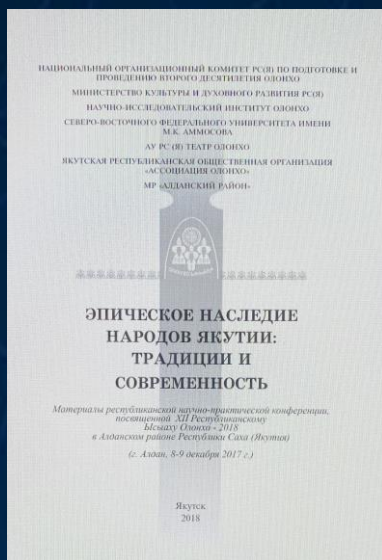 НАЦИОНАЛЬНЫЙ ОРГАНИЗАЦИОННЫЙ КОМИТЕТ РС(Я) ПО ПОДГОТОВКЕ И
ПРОВЕДЕНИЮ ВТОРОГО ДЕСЯТИЛЕТИЯ ОЛОНХО
МИНИСТЕРСТВО КУЛЬТУРЫ И ДУХОВНОГО РАЗВИТИЯ РС(Я)
НАУЧНО-ИССЛЕДОВАТЕЛЬСКИЙ ИНСТИТУТ ОЛОНХО
СЕВЕРО-ВОСТОЧНОГО ФЕДЕРАЛЬНОГО УНИВЕРСИТЕТА ИМЕНИ
М.К. АММОСОВА
АУ РС (Я) ТЕАТР ОЛОНХО
ЯКУТСКАЯ РЕСПУБЛИКАНСКАЯ ОБЩЕСТВЕННАЯ ОРГАНИЗАЦИЯ
«АССОЦИАЦИЯ ОЛОНХО»
МР «АЛДАНСКИЙ РАЙОН»
ЭПИЧЕСКОЕ НАСЛЕДИЕ
НАРОДОВ ЯКУТИИ:
ТРАДИЦИИ И
СОВРЕМЕННОСТЬ
Материалы республиканской научно-практической конференции,
посвященной XII Республиканскому
Ысыаху Олонхо - 2018
в Алданском районе Республики Саха (Якутия)
(г. Алдан, 8-9 декабря 2017 г.)
Якутск
2018